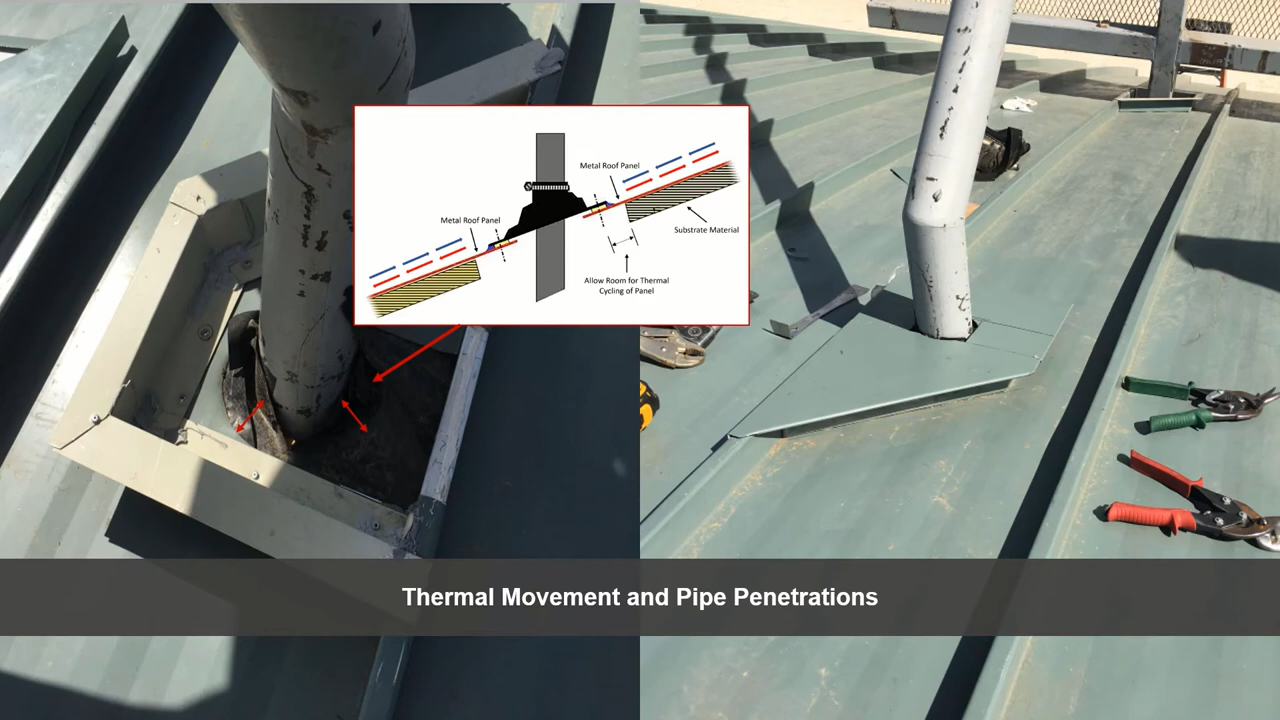 Metal Roof Panel
Metal Roof Panel
Substrate Material
Allow Room for Thermal
Cycling of Panel
Thermal Movement and Pipe Penetrations